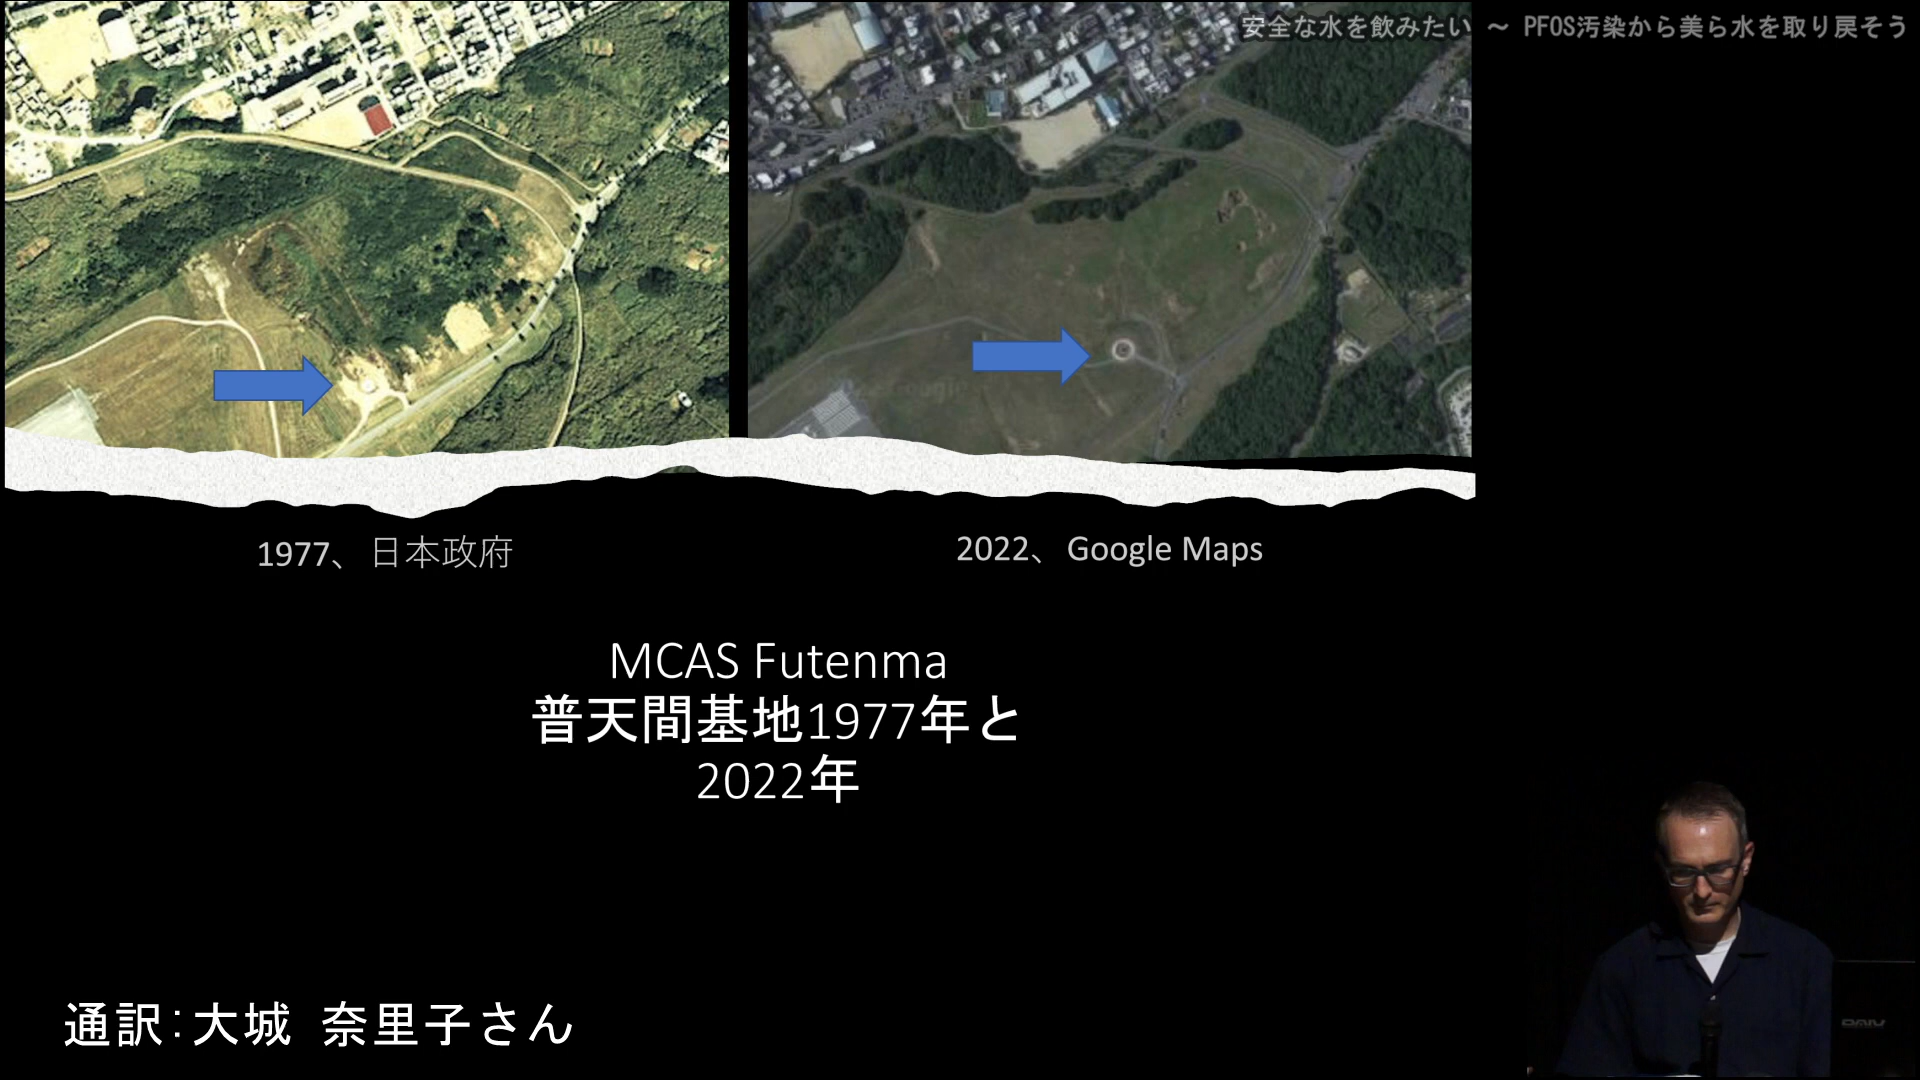 安全な水を飲みたい ～ PFOS汚染から美ら水を取り戻そう
1977、日本政府
2022、Google Maps
MCAS Futenma
普天間基地1977年と
2022年
通訳：大城 奈里子さん